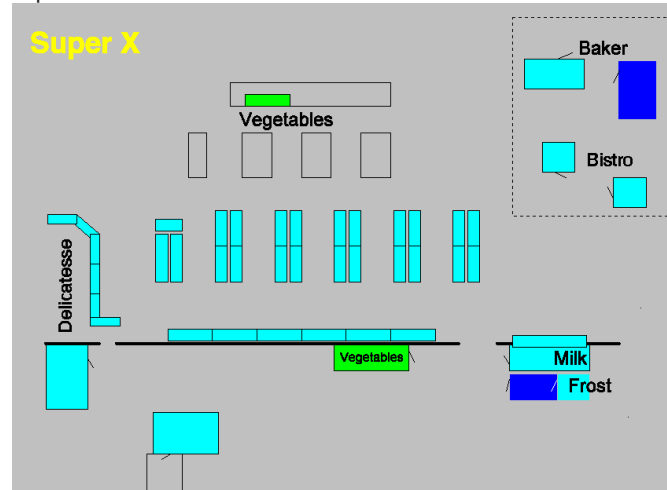 Super X
Baker
Vegetables
Bistro
Delicatesse
Vegetables
Milk
Frost